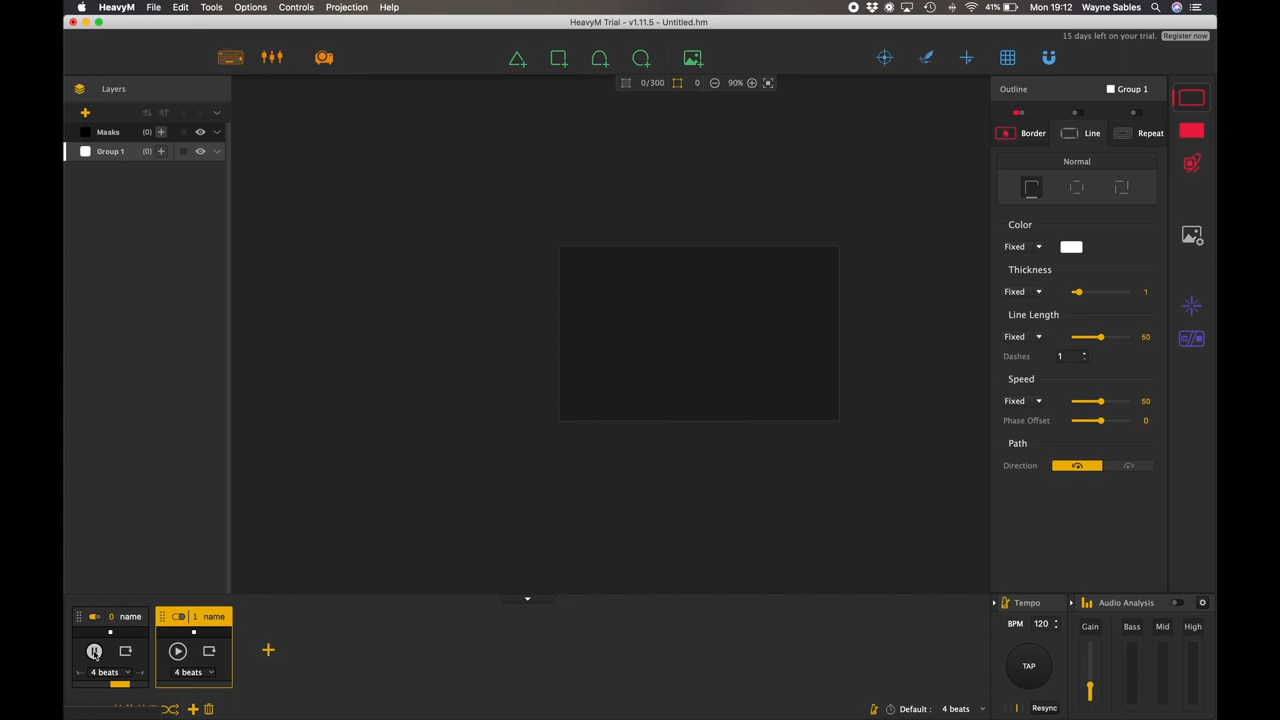 HeavyM File Edit Tools Options Controls Projection Help 41% Mon 19:12 Wayne Sables
HeavyM Trial - v1.11.5 - Untitled.hm
15 days left on your trial. Register now
0/300 0 90%
Layers
Masks (0)
Group 1 (0)
Outline Group 1
Border Line Repeat
Normal
Color
Fixed
Thickness
Fixed 1
Line Length
Fixed 50
Dashes 1
Speed
Fixed 50
Phase Offset 0
Path
Direction
0 name
4 beats
1 name
4 beats
Tempo
BPM 120
TAP
Resync
Audio Analysis
Gain Bass Mid High
Default : 4 beats